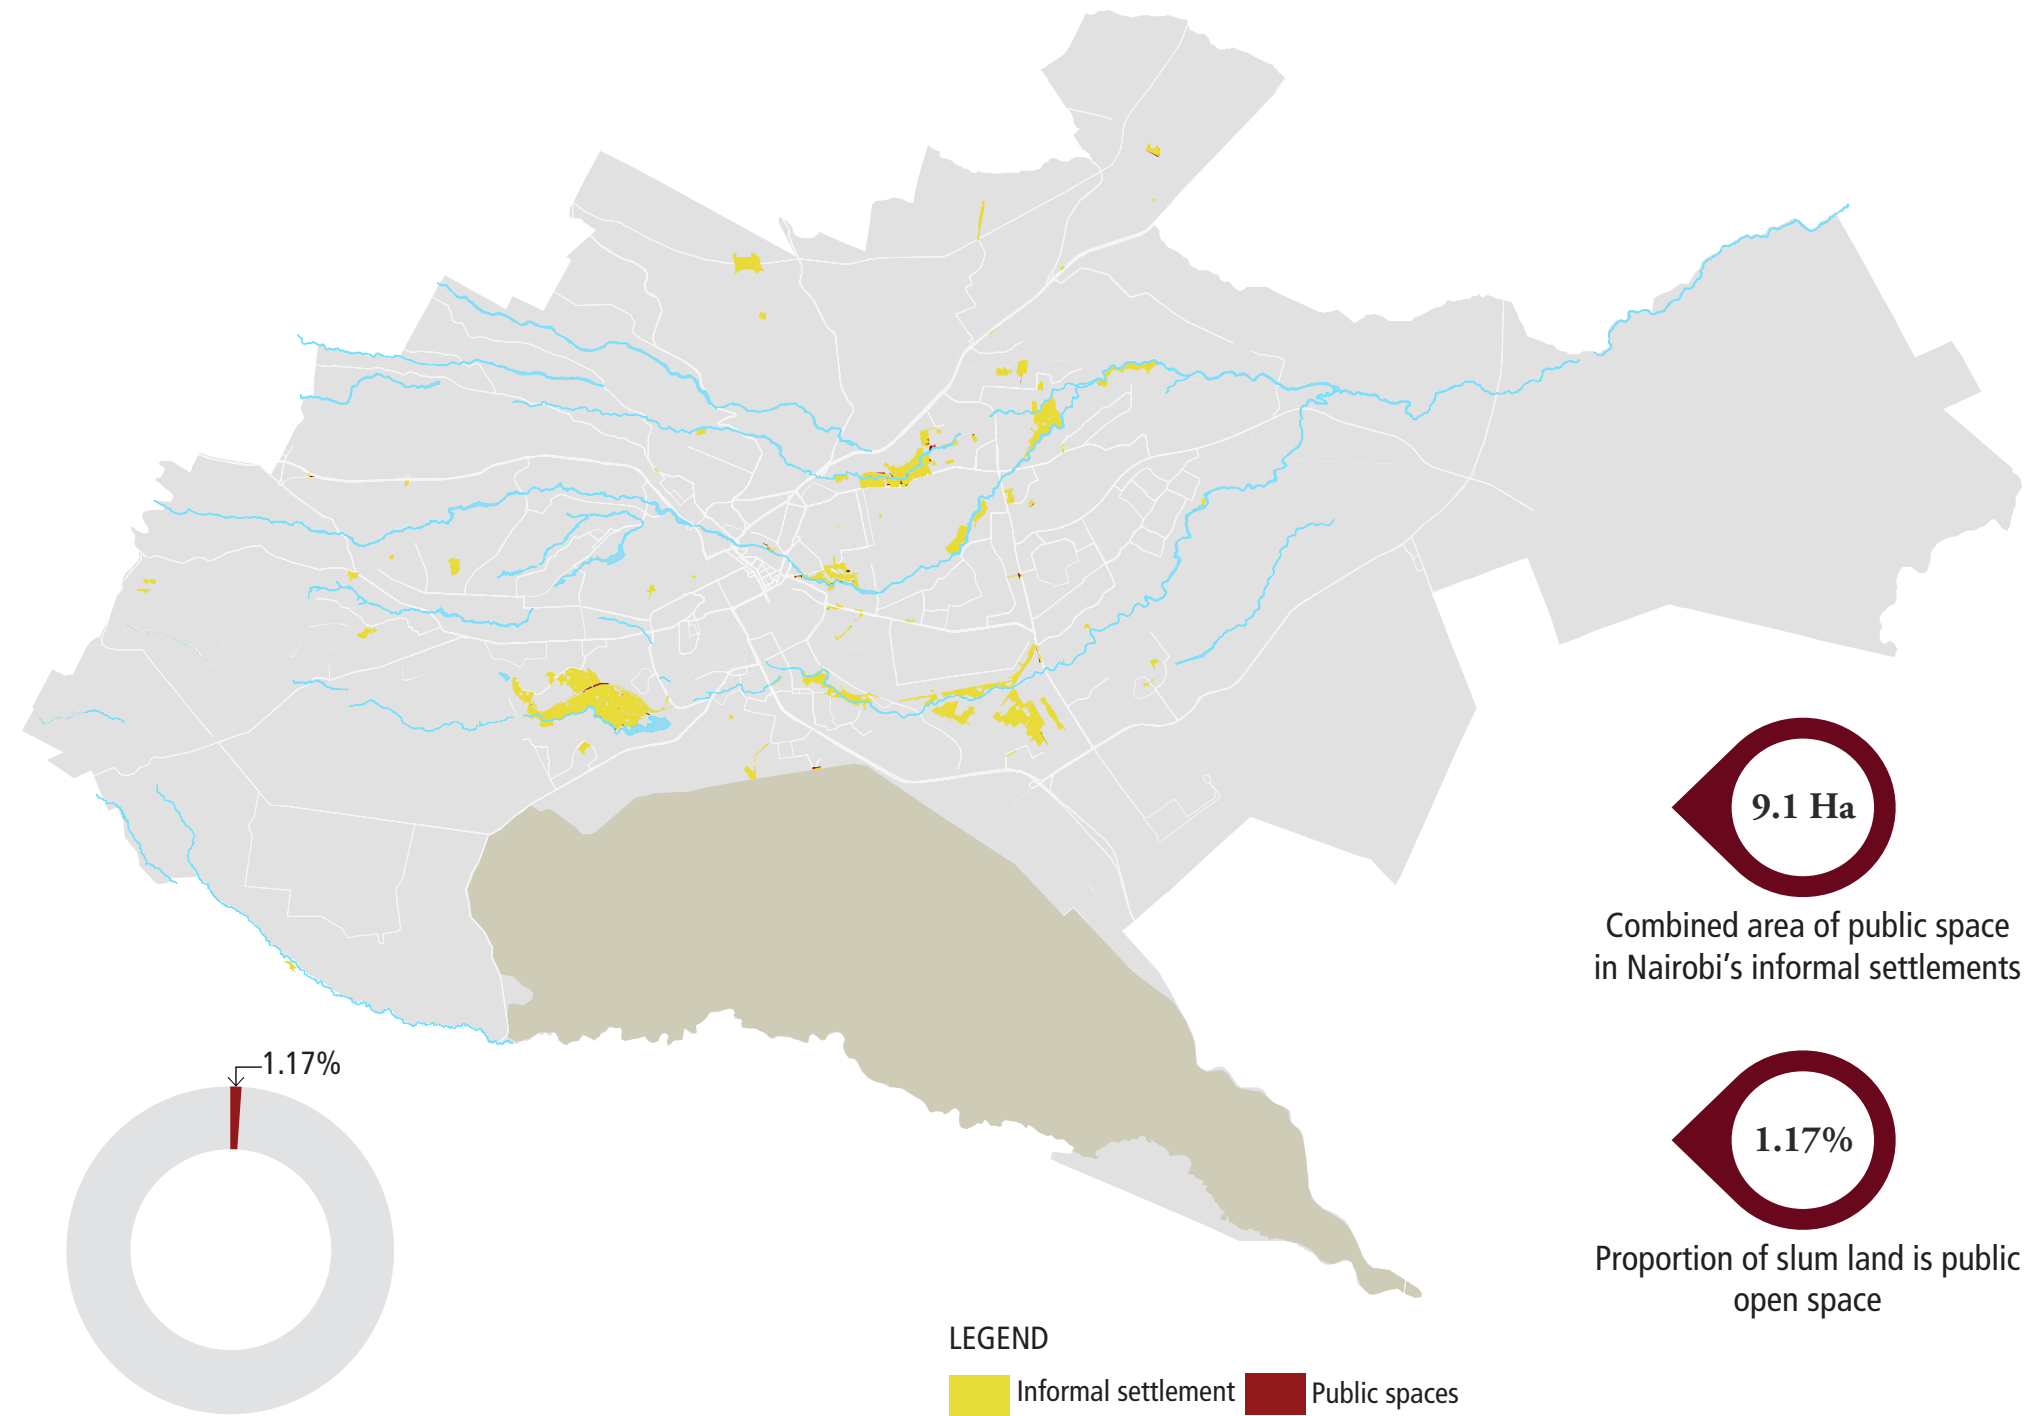 9.1 Ha
Combined area of public space
in Nairobi’s informal settlements
1.17%
1.17%
Proportion of slum land is public
open space
LEGEND
Informal settlement
Public spaces